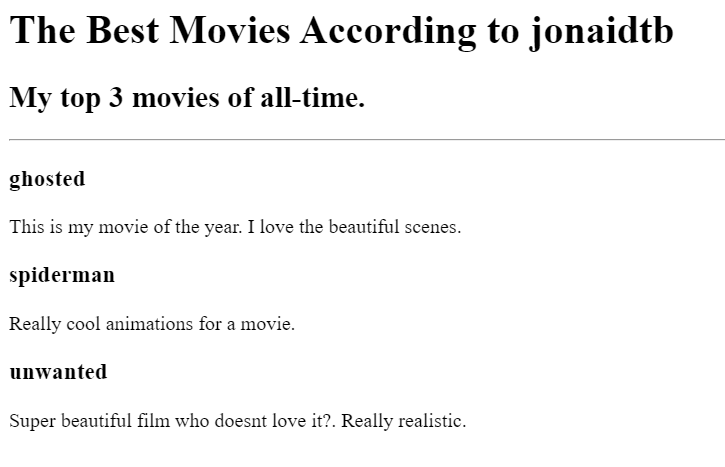 The Best Movies According to jonaidtb
My top 3 movies of all-time.
ghosted
This is my movie of the year. I love the beautiful scenes.
spiderman
Really cool animations for a movie.
unwanted
Super beautiful film who doesnt love it?. Really realistic.